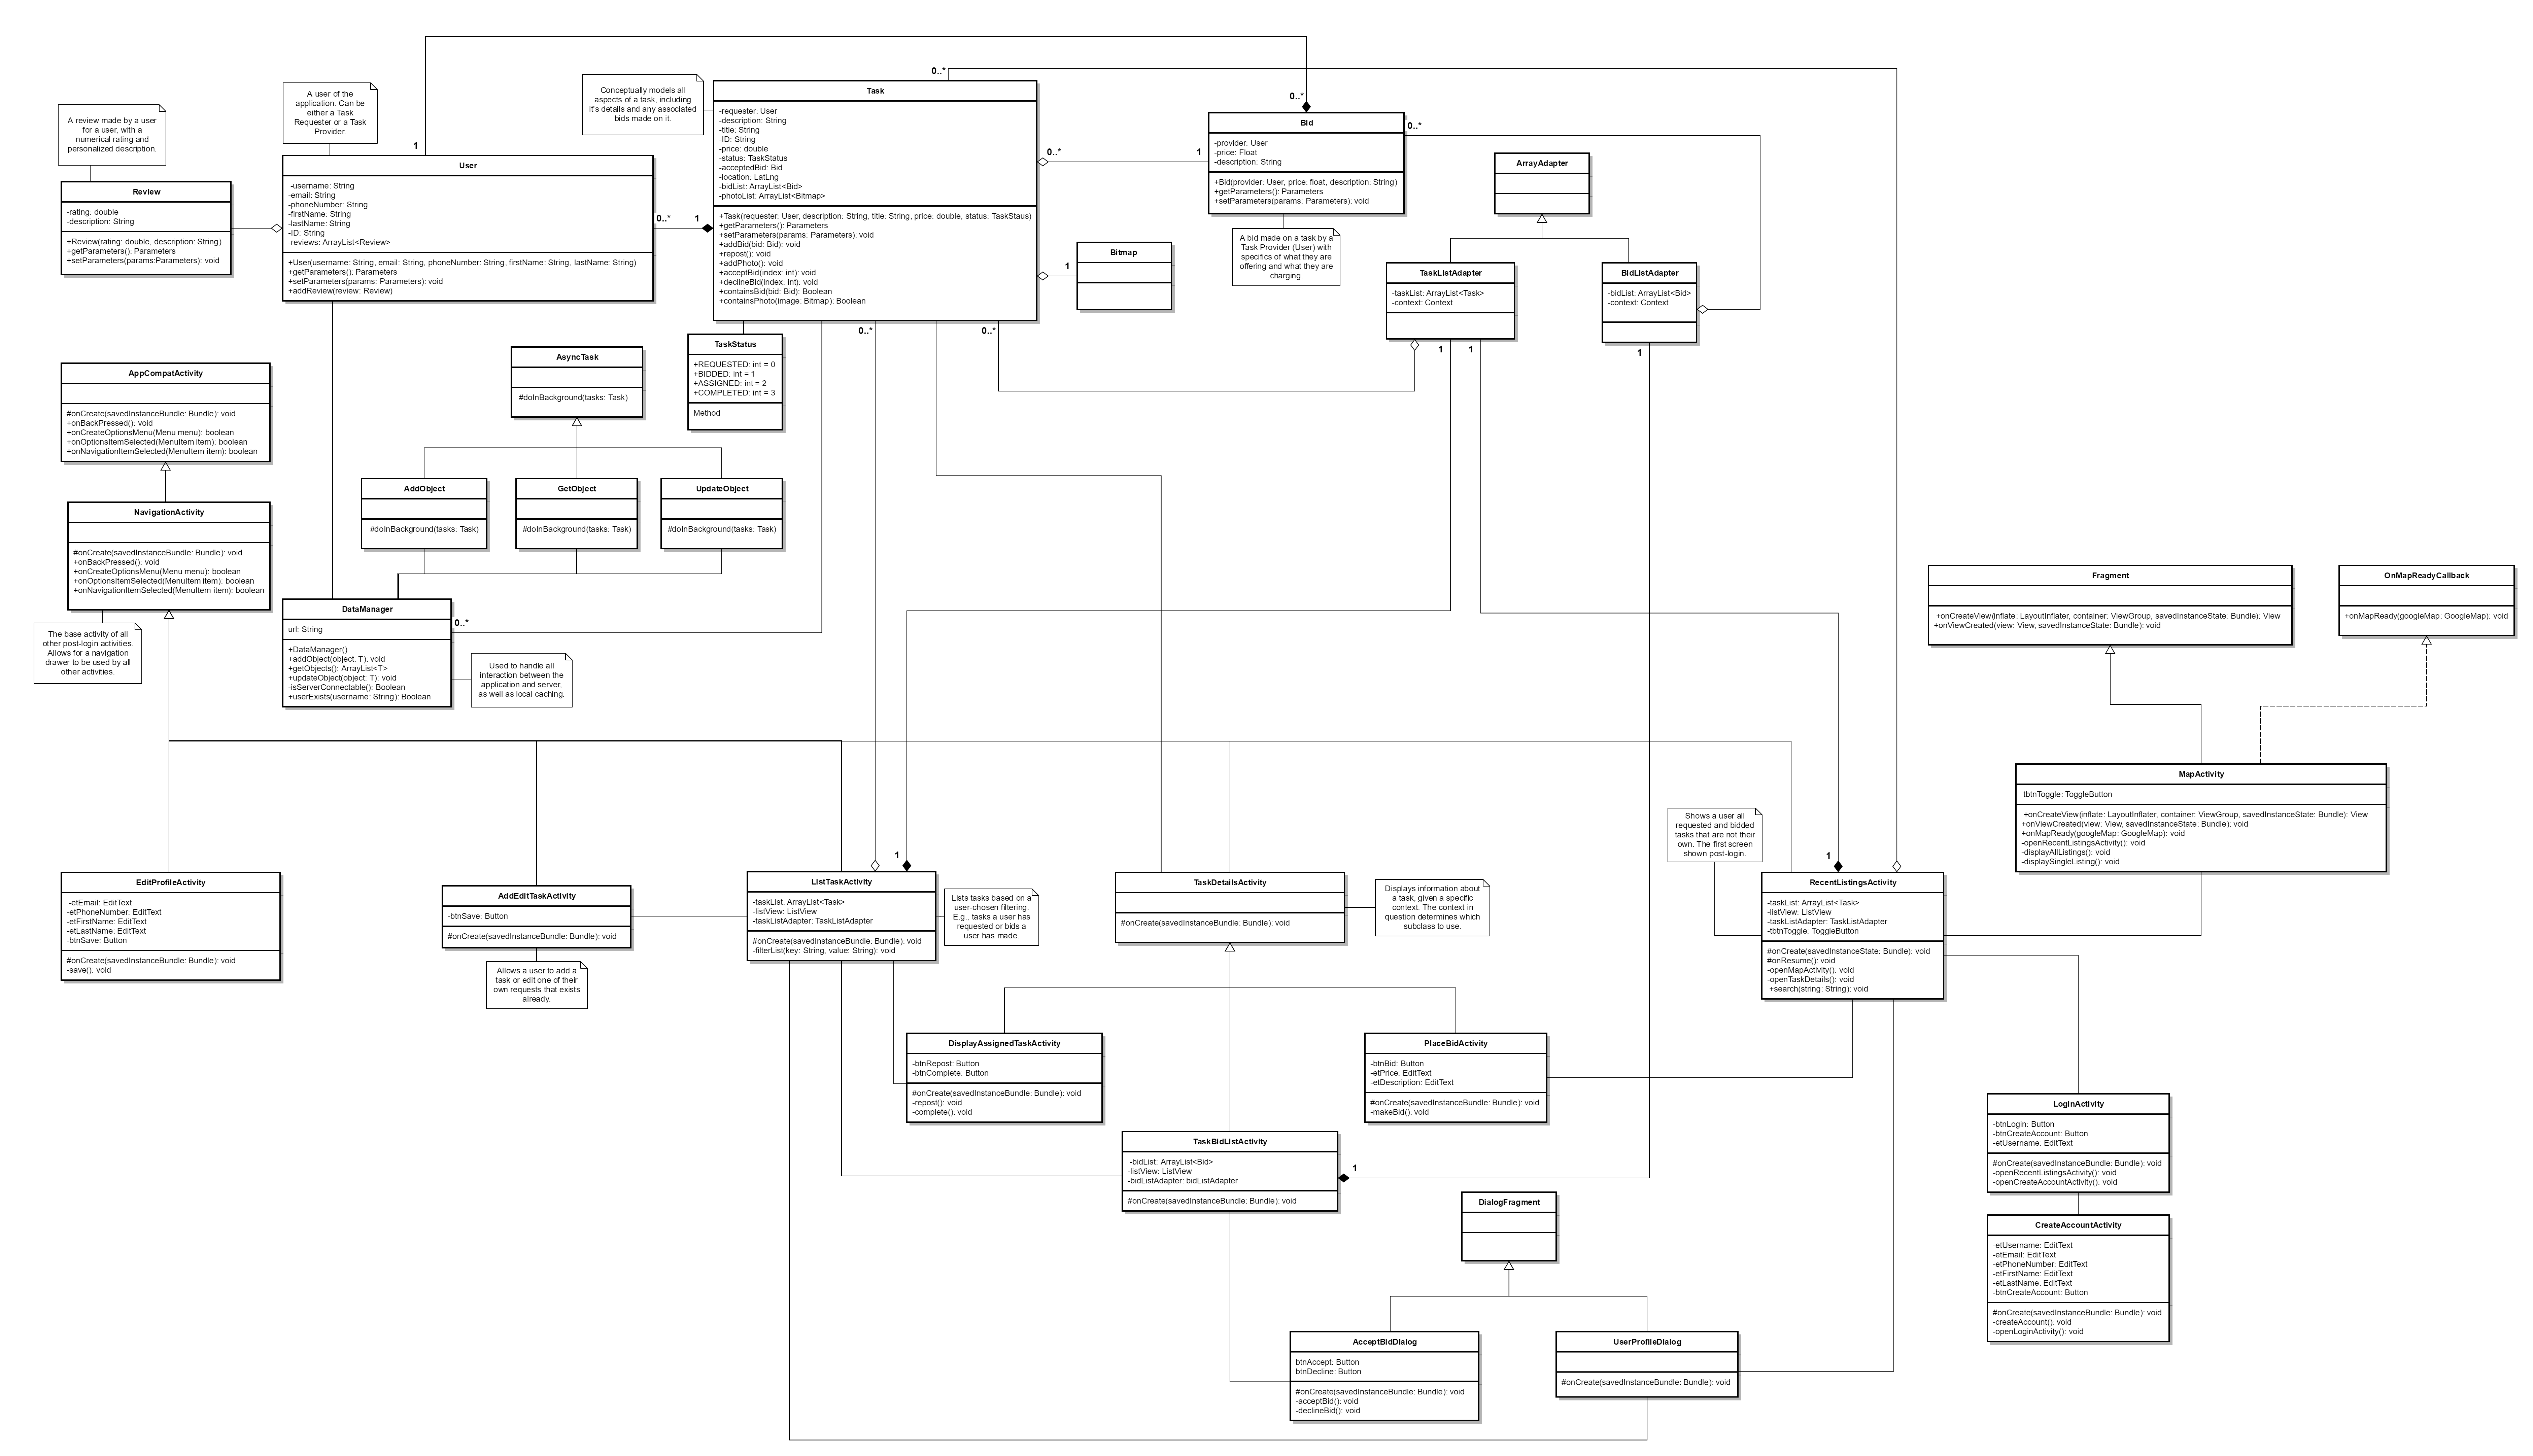 0..*
1
0..*
A user of the
application. Can be
either a Task
Requester or a Task
Provider.
Conceptually models all
aspects of a task, including
it's details and any associated
bids made on it.
A review made by a user
for a user, with a
numerical rating and
personalized description.
Review
-rating: double
-description: String
+Review(rating: double, description: String)
+getParameters(): Parameters
+setParameters(params:Parameters): void
User
-username: String
-email: String
-phoneNumber: String
-firstName: String
-lastName: String
-ID: String
-reviews: ArrayList<Review>
+User(username: String, email: String, phoneNumber: String, firstName: String, lastName: String)
+getParameters(): Parameters
+setParameters(params: Parameters): void
+addReview(review: Review)
0..*
1
Task
-requester: User
-description: String
-title: String
-ID: String
-price: double
-status: TaskStatus
-acceptedBid: Bid
-location: LatLng
-bidList: ArrayList<Bid>
-photoList: ArrayList<Bitmap>
+Task(requester: User, description: String, title: String, price: double, status: TaskStaus)
+getParameters(): Parameters
+setParameters(params: Parameters): void
+addBid(bid: Bid): void
+repost(): void
+addPhoto(): void
+acceptBid(index: int): void
+declineBid(index: int): void
+containsBid(bid: Bid): Boolean
+containsPhoto(image: Bitmap): Boolean
0..*
1
1
Bitmap
Bid
-provider: User
-price: Float
-description: String
+Bid(provider: User, price: float, description: String)
+getParameters(): Parameters
+setParameters(params: Parameters): void
0..*
A bid made on a task by a
Task Provider (User) with
specifics of what they are
offering and what they are
charging.
ArrayAdapter
TaskListAdapter
-taskList: ArrayList<Task>
-context: Context
BidListAdapter
-bidList: ArrayList<Bid>
-context: Context
0..*
0..*
1
1
1
TaskStatus
+REQUESTED: int = 0
+BIDDED: int = 1
+ASSIGNED: int = 2
+COMPLETED: int = 3
Method
AsyncTask
#doInBackground(tasks: Task)
AppCompatActivity
#onCreate(savedInstanceBundle: Bundle): void
+onBackPressed(): void
+onCreateOptionsMenu(Menu menu): boolean
+onOptionsItemSelected(MenuItem item): boolean
+onNavigationItemSelected(MenuItem item): boolean
AddObject
#doInBackground(tasks: Task)
GetObject
#doInBackground(tasks: Task)
UpdateObject
#doInBackground(tasks: Task)
NavigationActivity
#onCreate(savedInstanceBundle: Bundle): void
+onBackPressed(): void
+onCreateOptionsMenu(Menu menu): boolean
+onOptionsItemSelected(MenuItem item): boolean
+onNavigationItemSelected(MenuItem item): boolean
The base activity of all
other post-login activities.
Allows for a navigation
drawer to be used by all
other activities.
DataManager
url: String
+DataManager()
+addObject(object: T): void
+getObjects(): ArrayList<T>
+updateObject(object: T): void
-isServerConnectable(): Boolean
+userExists(username: String): Boolean
0..*
Used to handle all
interaction between the
application and server,
as well as local caching.
Fragment
+onCreateView(inflate: LayoutInflater, container: ViewGroup, savedInstanceState: Bundle): View
+onViewCreated(view: View, savedInstanceState: Bundle): void
OnMapReadyCallback
+onMapReady(googleMap: GoogleMap): void
MapActivity
tbtnToggle: ToggleButton
+onCreateView(inflate: LayoutInflater, container: ViewGroup, savedInstanceState: Bundle): View
+onViewCreated(view: View, savedInstanceState: Bundle): void
+onMapReady(googleMap: GoogleMap): void
-openRecentListingsActivity(): void
-displayAllListings(): void
-displaySingleListing(): void
Shows a user all
requested and bidded
tasks that are not their
own. The first screen
shown post-login.
1
1
EditProfileActivity
-etEmail: EditText
-etPhoneNumber: EditText
-etFirstName: EditText
-etLastName: EditText
-btnSave: Button
#onCreate(savedInstanceBundle: Bundle): void
-save(): void
AddEditTaskActivity
-btnSave: Button
#onCreate(savedInstanceBundle: Bundle): void
Allows a user to add a
task or edit one of their
own requests that exists
already.
ListTaskActivity
-taskList: ArrayList<Task>
-listView: ListView
-taskListAdapter: TaskListAdapter
#onCreate(savedInstanceBundle: Bundle): void
-filterList(key: String, value: String): void
Lists tasks based on a
user-chosen filtering.
E.g., tasks a user has
requested or bids a
user has made.
TaskDetailsActivity
#onCreate(savedInstanceBundle: Bundle): void
Displays information about
a task, given a specific
context. The context in
question determines which
subclass to use.
RecentListingsActivity
-taskList: ArrayList<Task>
-listView: ListView
-taskListAdapter: TaskListAdapter
-tbtnToggle: ToggleButton
#onCreate(savedInstanceState: Bundle): void
#onResume(): void
-openMapActivity(): void
-openTaskDetails(): void
+search(string: String): void
DisplayAssignedTaskActivity
-btnRepost: Button
-btnComplete: Button
#onCreate(savedInstanceBundle: Bundle): void
-repost(): void
-complete(): void
PlaceBidActivity
-btnBid: Button
-etPrice: EditText
-etDescription: EditText
#onCreate(savedInstanceBundle: Bundle): void
-makeBid(): void
TaskBidListActivity
-bidList: ArrayList<Bid>
-listView: ListView
-bidListAdapter: bidListAdapter
#onCreate(savedInstanceBundle: Bundle): void
1
LoginActivity
-btnLogin: Button
-btnCreateAccount: Button
-etUsername: EditText
#onCreate(savedInstanceBundle: Bundle): void
-openRecentListingsActivity(): void
-openCreateAccountActivity(): void
DialogFragment
CreateAccountActivity
-etUsername: EditText
-etEmail: EditText
-etPhoneNumber: EditText
-etFirstName: EditText
-etLastName: EditText
-btnCreateAccount: Button
#onCreate(savedInstanceBundle: Bundle): void
-createAccount(): void
-openLoginActivity(): void
AcceptBidDialog
btnAccept: Button
btnDecline: Button
#onCreate(savedInstanceBundle: Bundle): void
-acceptBid(): void
-declineBid(): void
UserProfileDialog
#onCreate(savedInstanceBundle: Bundle): void